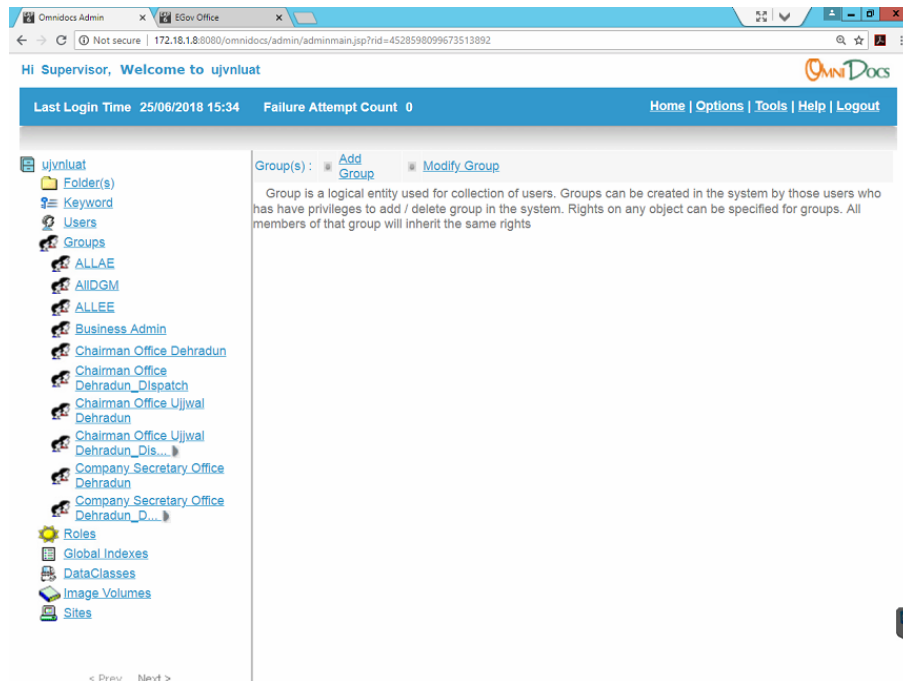 Omnidocs Admin
EGov Office
Not secure | 172.18.1.8:8080/omnidocs/admin/adminmain.jsp?rid=4528598099673513892
Hi Supervisor, Welcome to ujvnluat
OMNIDOCS
Last Login Time 25/06/2018 15:34 Failure Attempt Count 0
Home | Options | Tools | Help | Logout
ujvnluat
Folder(s)
Keyword
Users
Groups
ALLAE
AllDGM
ALLEE
Business Admin
Chairman Office Dehradun
Chairman Office
Dehradun_DIspatch
Chairman Office Ujjwal
Dehradun
Chairman Office Ujjwal
Dehradun_Dis...
Company Secretary Office
Dehradun
Company Secretary Office
Dehradun_D...
Roles
Global Indexes
DataClasses
Image Volumes
Sites
< Prev Next >
Group(s) : Add
Group
Modify Group
Group is a logical entity used for collection of users. Groups can be created in the system by those users who
has have privileges to add / delete group in the system. Rights on any object can be specified for groups. All
members of that group will inherit the same rights